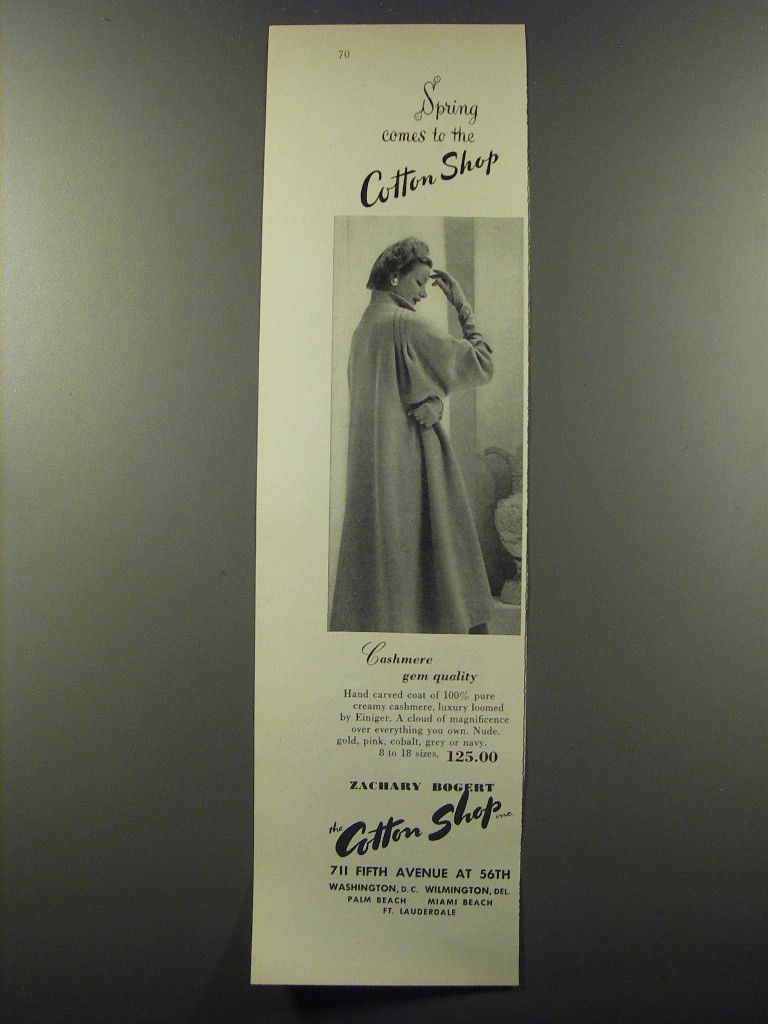 70
Spring
comes to the
Cotton Shop
Cashmere
gem quality
Hand carved coat of 100% pure
creamy cashmere, luxury loomed
by Einiger. A cloud of magnificence
over everything you own. Nude,
gold, pink, cobalt, grey or navy.
8 to 18 sizes. 125.00
ZACHARY BOGERT
the Cotton Shop inc.
711 FIFTH AVENUE AT 56TH
WASHINGTON, D.C. WILMINGTON, DEL.
PALM BEACH MIAMI BEACH
FT. LAUDERDALE